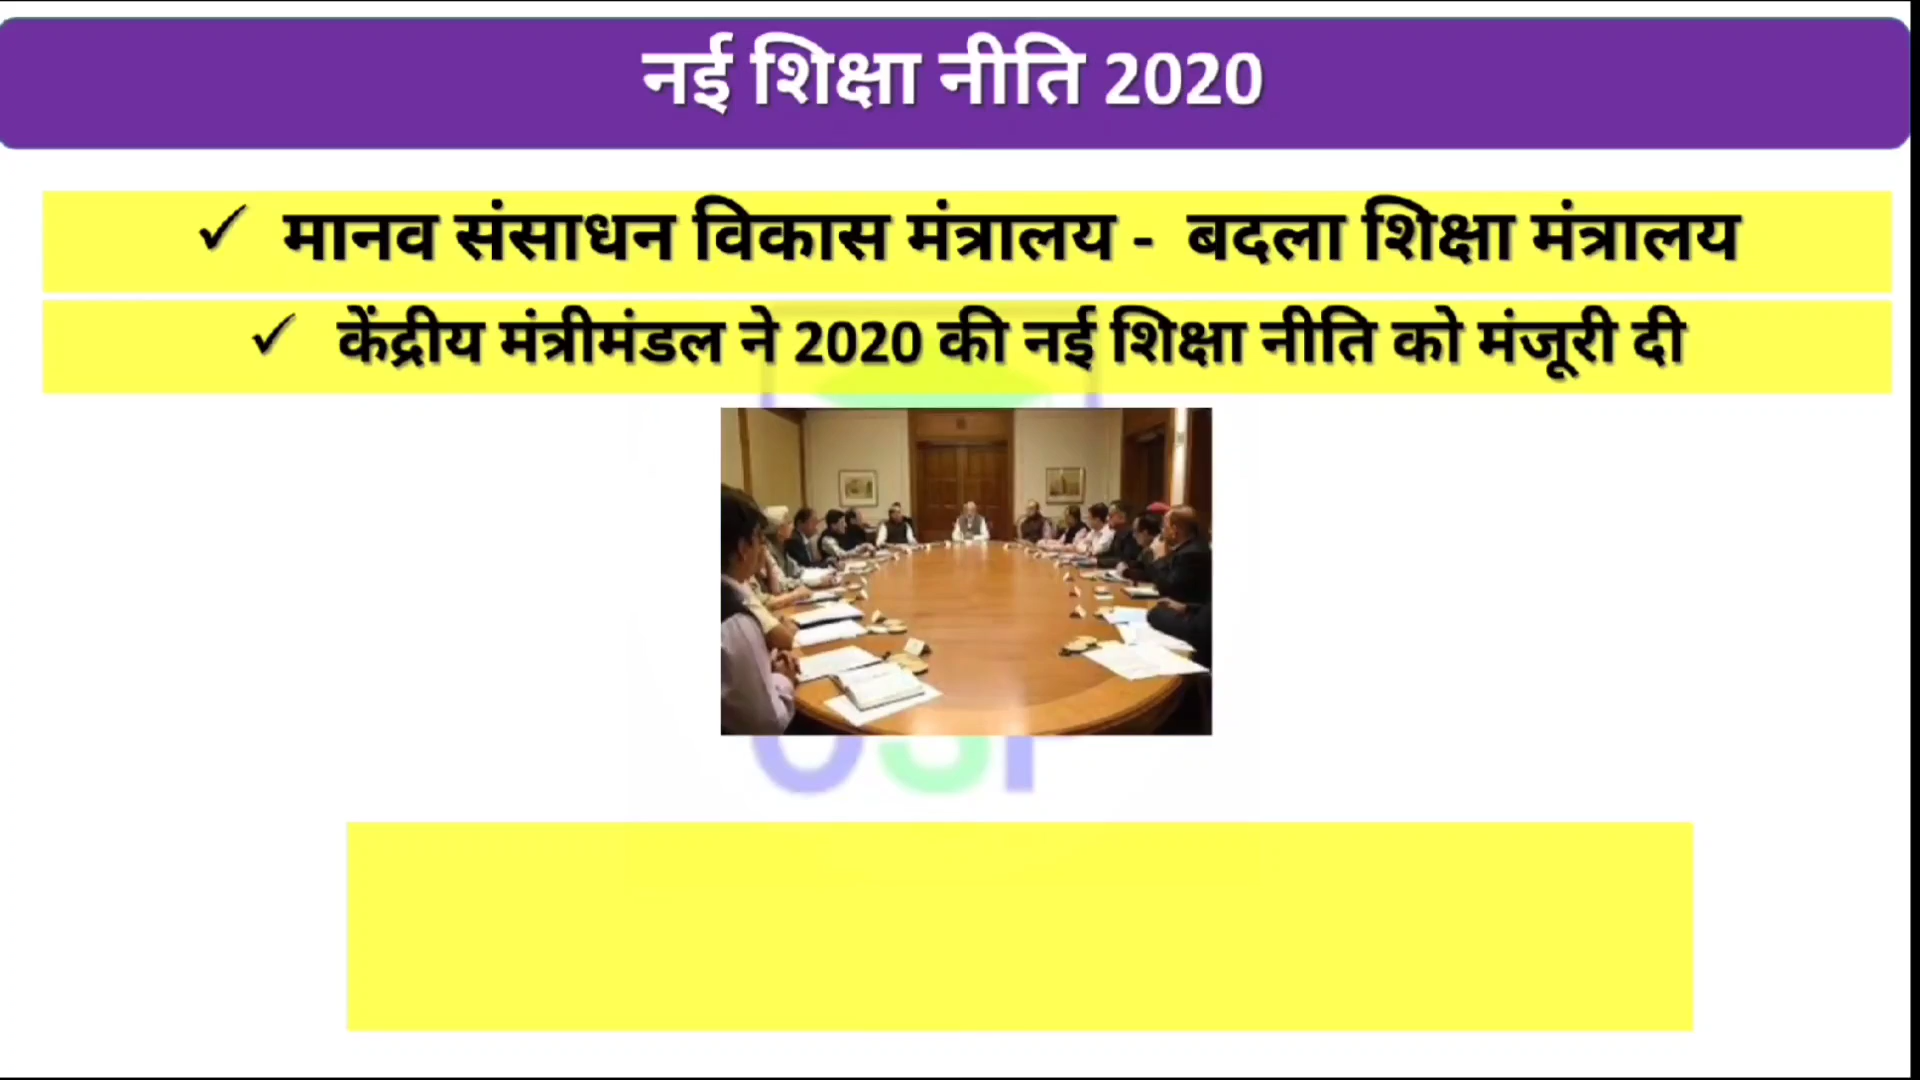 नई शिक्षा नीति 2020
✓ मानव संसाधन विकास मंत्रालय - बदला शिक्षा मंत्रालय
✓ केंद्रीय मंत्रीमंडल ने 2020 की नई शिक्षा नीति को मंजूरी दी